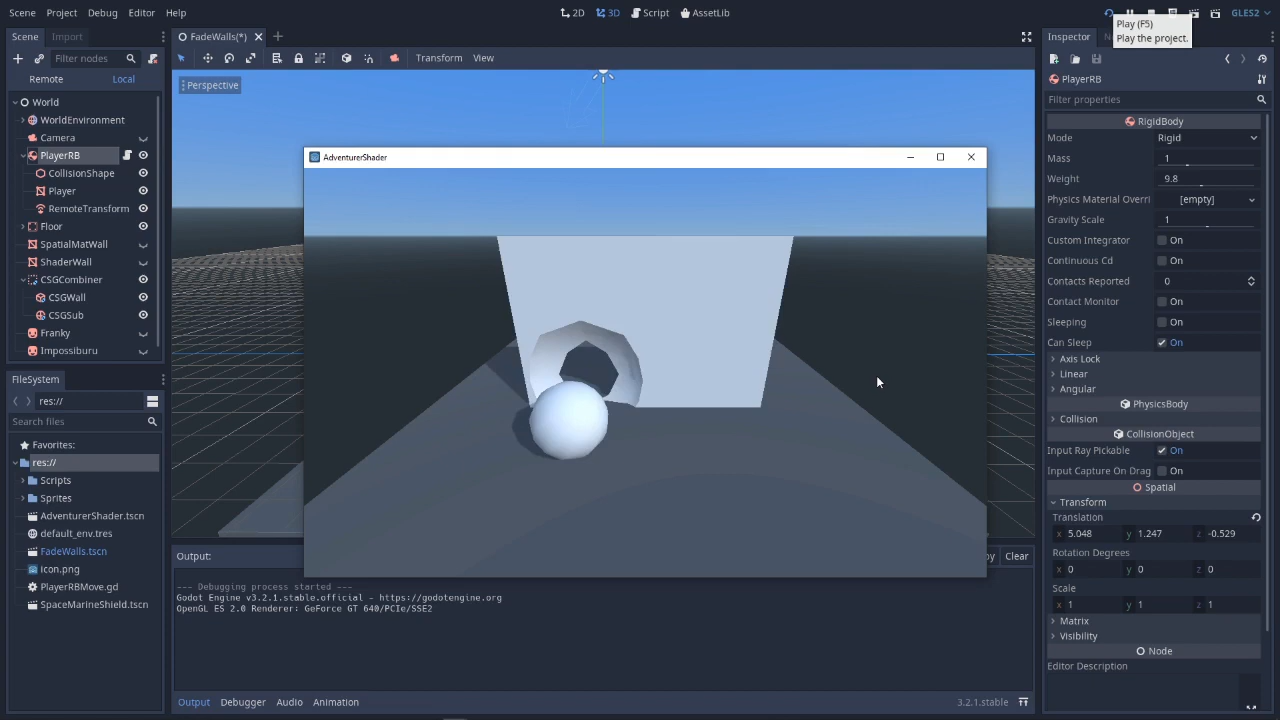 Scene Project Debug Editor Help
2D 3D Script AssetLib
GLES2
Play (F5)
Play the project.
Scene Import
Filter nodes
Remote Local
World
WorldEnvironment
Camera
PlayerRB
CollisionShape
Player
RemoteTransform
Floor
SpatialMatWall
ShaderWall
CSGCombiner
CSGWall
CSGSub
Franky
Impossiburu
FileSystem
res://
Search files
Favorites:
res://
Scripts
Sprites
AdventurerShader.tscn
default_env.tres
FadeWalls.tscn
icon.png
PlayerRBMove.gd
SpaceMarineShield.tscn
FadeWalls(*)
Transform View
Perspective
AdventurerShader
Output:
Clear
--- Debugging process started ---
Godot Engine v3.2.1.stable.official - https://godotengine.org
OpenGL ES 2.0 Renderer: GeForce GT 640/PCIe/SSE2
Output Debugger Audio Animation
3.2.1.stable
Inspector
PlayerRB
Filter properties
RigidBody
Mode Rigid
Mass 1
Weight 9.8
Physics Material Overri [empty]
Gravity Scale 1
Custom Integrator On
Continuous Cd On
Contacts Reported 0
Contact Monitor On
Sleeping On
Can Sleep On
Axis Lock
Linear
Angular
PhysicsBody
Collision
CollisionObject
Input Ray Pickable On
Input Capture On Drag On
Spatial
Transform
Translation
x 5.048 y 1.247 z -0.529
Rotation Degrees
x 0 y 0 z 0
Scale
x 1 y 1 z 1
Matrix
Visibility
Node
Editor Description